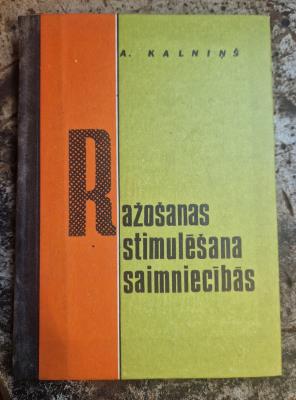 A. KALNIŅŠ
Ražošanas
stimulēšana
saimniecībās